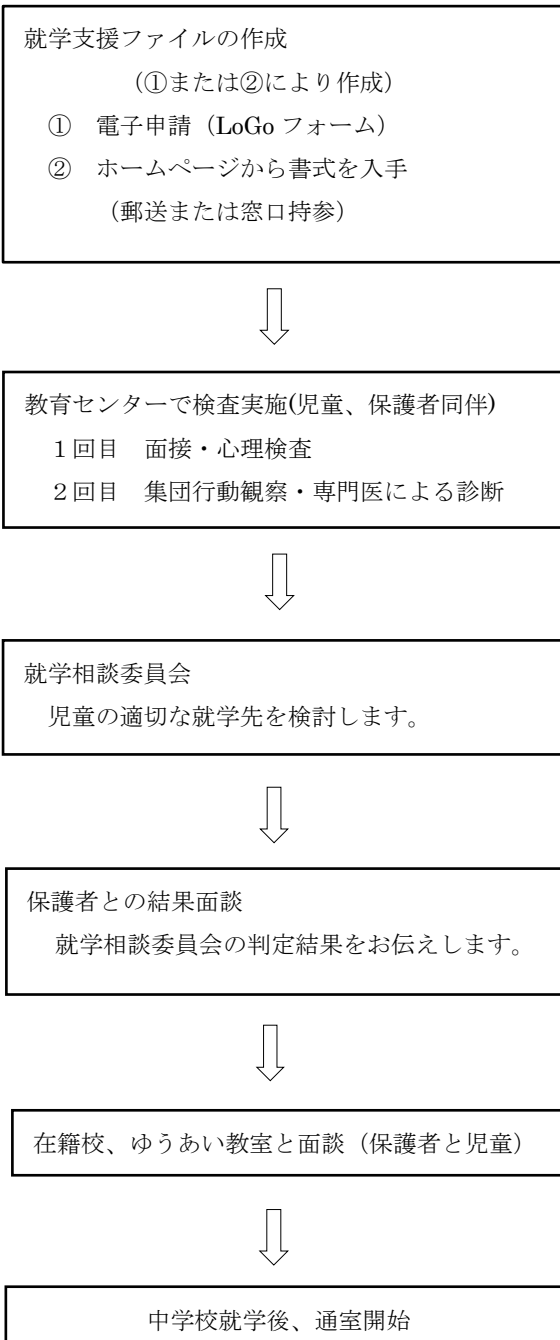 就学支援ファイルの作成
（①または②により作成）
① 電子申請（LoGo フォーム）
② ホームページから書式を入手
（郵送または窓口持参）
教育センターで検査実施(児童、保護者同伴)
１回目 面接・心理検査
２回目 集団行動観察・専門医による診断
就学相談委員会
児童の適切な就学先を検討します。
保護者との結果面談
就学相談委員会の判定結果をお伝えします。
在籍校、ゆうあい教室と面談（保護者と児童）
中学校就学後、通室開始